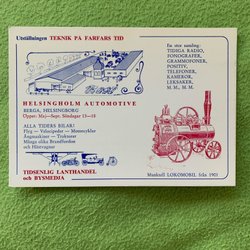 Utställningen TEKNIK PÅ FARFARS TID
En stor samling:
TIDIGA RADIO,
FONOGRAFER,
GRAMMOFONER,
POSITIV,
TELEFONER,
KAMEROR,
LEKSAKER,
M. M., M. M.
HELSINGHOLM AUTOMOTIVE
BERGA, HELSINGBORG
Öppet: Maj—Sept. Söndagar 13—18
ALLA TIDERS BILAR!
Flyg — Velocipeder — Motorcyklar
Ångmaskiner — Traktorer
Många olika Brandfordon
och Hästvagnar
TIDSENLIG LANTHANDEL
och BYSMEDJA
Munktell LOKOMOBIL från 1901